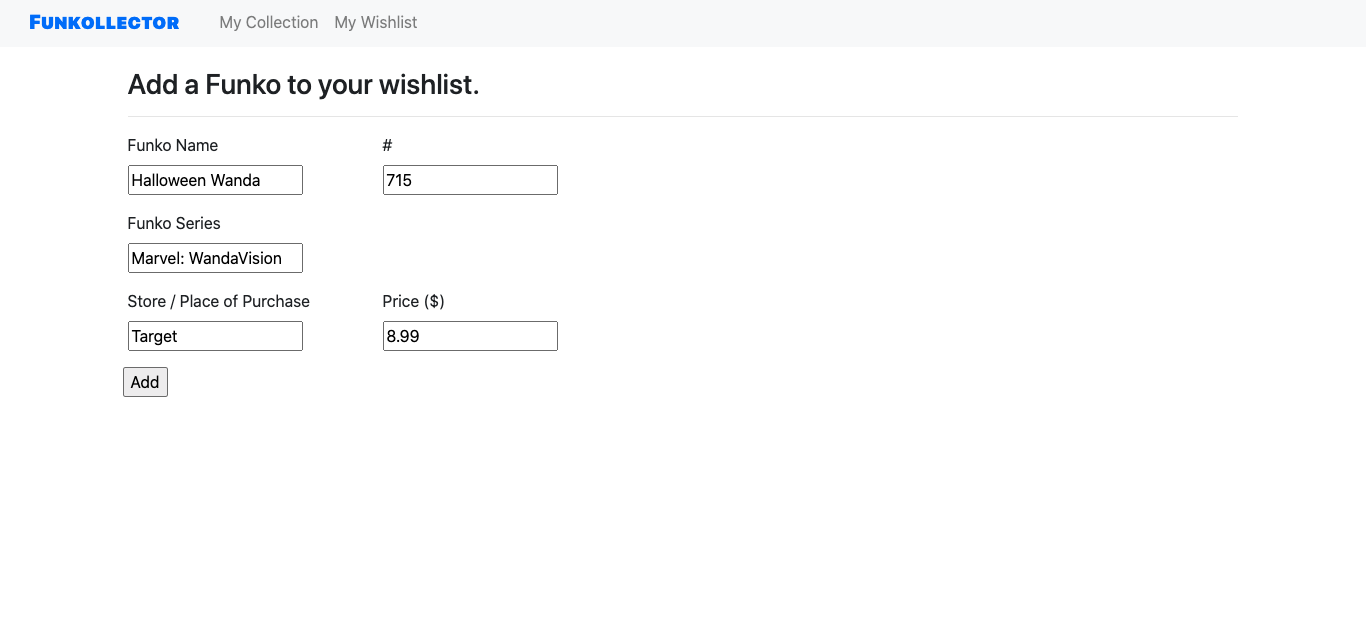 FUNKOLLECTOR My Collection My Wishlist
Add a Funko to your wishlist.
Funko Name #
Halloween Wanda 715
Funko Series
Marvel: WandaVision
Store / Place of Purchase Price ($)
Target 8.99
Add